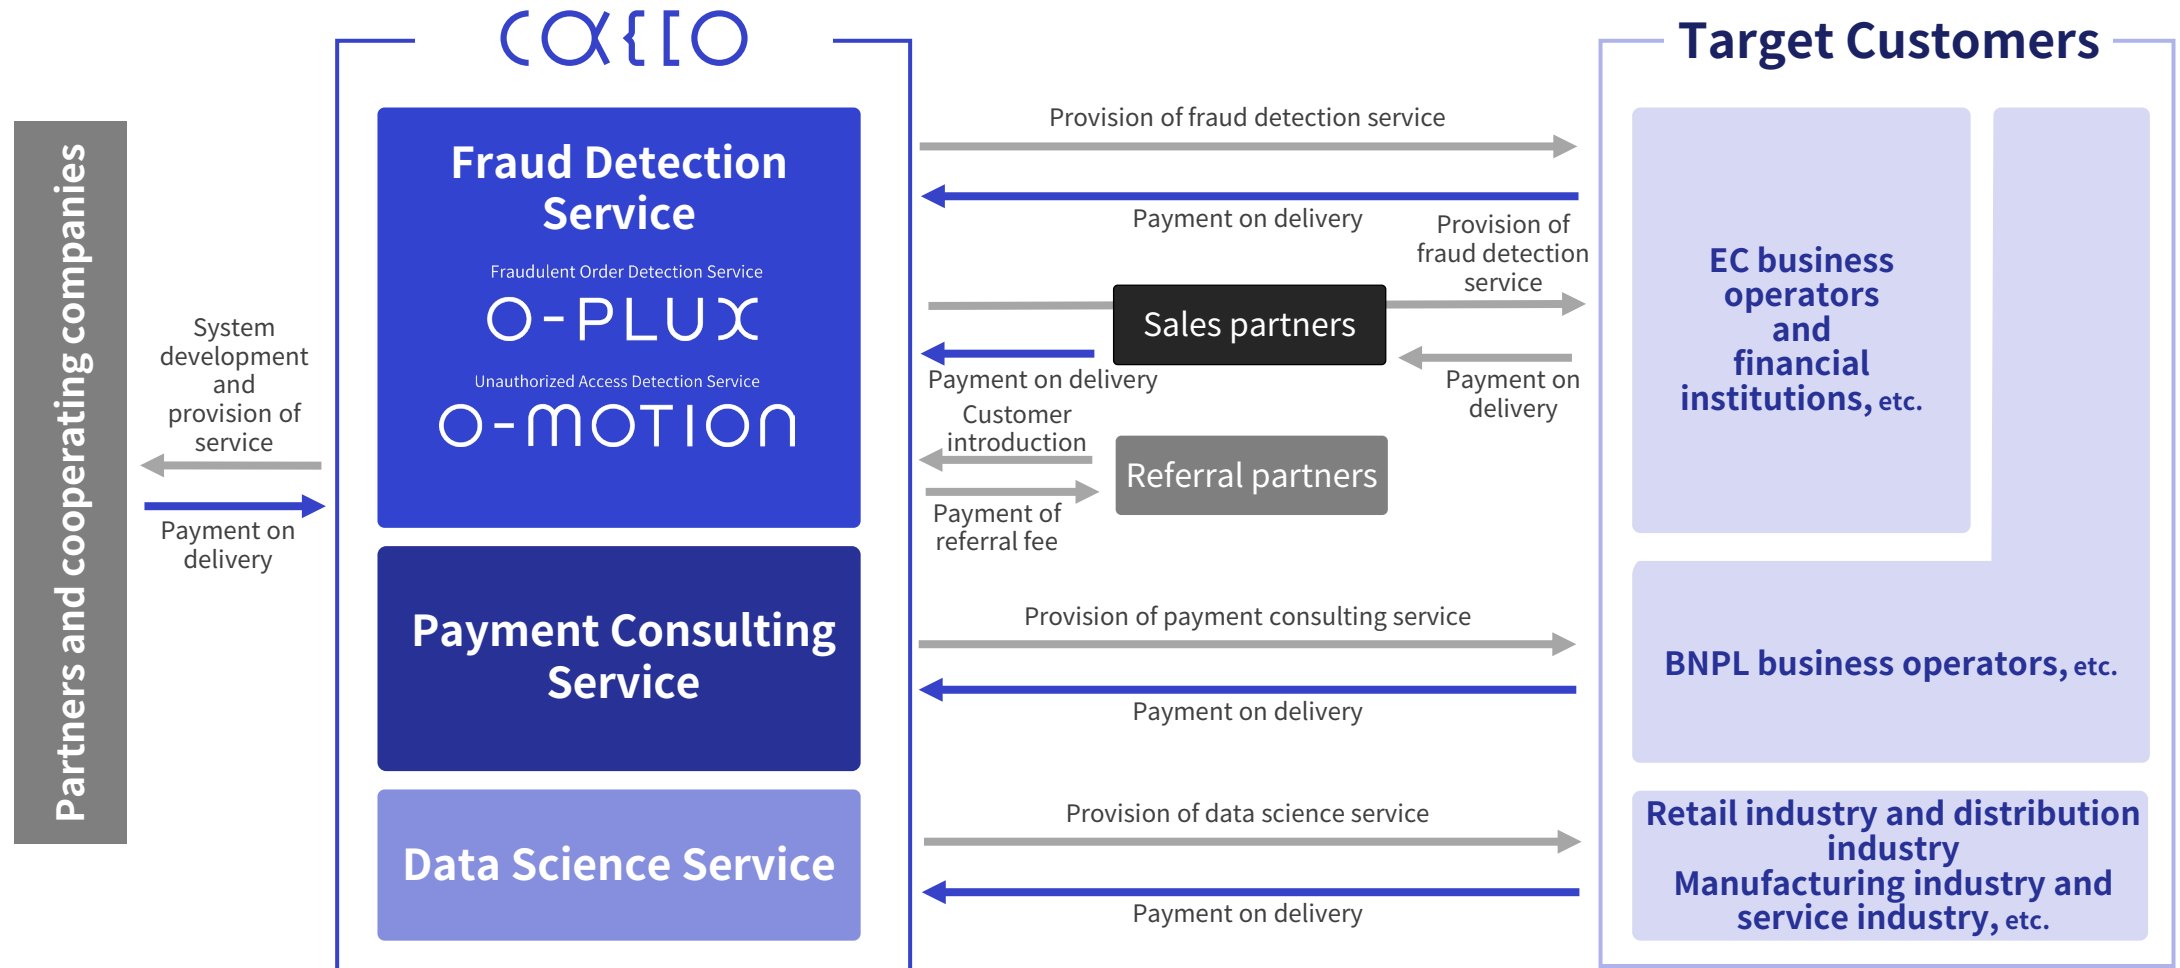 cacco
Target Customers
Partners and cooperating companies
System
development
and
provision of
service
Payment on
delivery
Fraud Detection
Service
Fraudulent Order Detection Service
O-PLUX
Unauthorized Access Detection Service
O-MOTION
Payment Consulting
Service
Data Science Service
Provision of fraud detection service
Payment on delivery
Provision of
fraud detection
service
Sales partners
Payment on delivery
Payment on
delivery
Customer
introduction
Referral partners
Payment of
referral fee
Provision of payment consulting service
Payment on delivery
Provision of data science service
Payment on delivery
EC business
operators
and
financial
institutions, etc.
BNPL business operators, etc.
Retail industry and distribution
industry
Manufacturing industry and
service industry, etc.